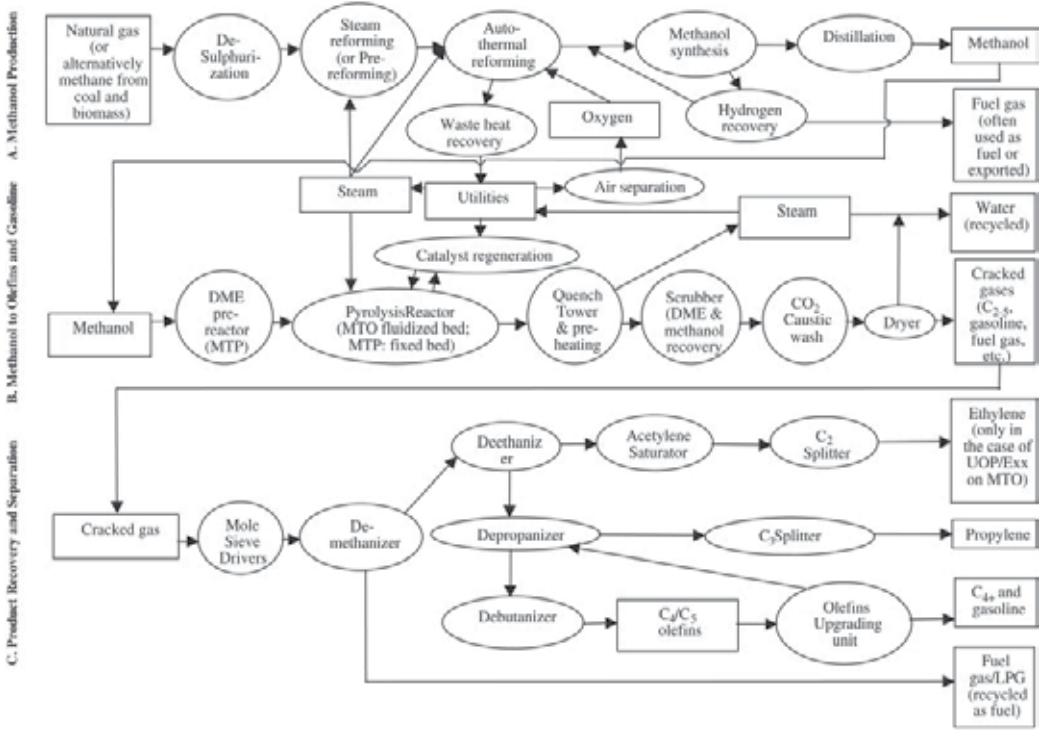 A. Methanol Production
Natural gas
(or
alternatively
methane from
coal and
biomass)
De-
Sulphuri-
zation
Steam
reforming
(or Pre-
reforming)
Auto-
thermal
reforming
Methanol
synthesis
Distillation
Methanol
Waste heat
recovery
Oxygen
Hydrogen
recovery
Fuel gas
(often
used as
fuel or
exported)
Steam
Utilities
Air separation
B. Methanol to Olefins and Gasoline
Steam
Water
(recycled)
Catalyst regeneration
Methanol
DME
pre-
reactor
(MTP)
PyrolysisReactor
(MTO fluidized bed;
MTP: fixed bed)
Quench
Tower
& pre-
heating
Scrubber
(DME &
methanol
recovery)
CO2
Caustic
wash
Dryer
Cracked
gases
(C2-5,
gasoline,
fuel gas,
etc.)
C. Product Recovery and Separation
Deethaniz
er
Acetylene
Saturator
C2
Splitter
Ethylene
(only in
the case of
UOP/Exx
on MTO)
Cracked gas
Mole
Sieve
Drivers
De-
methanizer
Depropanizer
C3Splitter
Propylene
Debutanizer
C4/C5
olefins
Olefins
Upgrading
unit
C4+ and
gasoline
Fuel
gas/LPG
(recycled
as fuel)